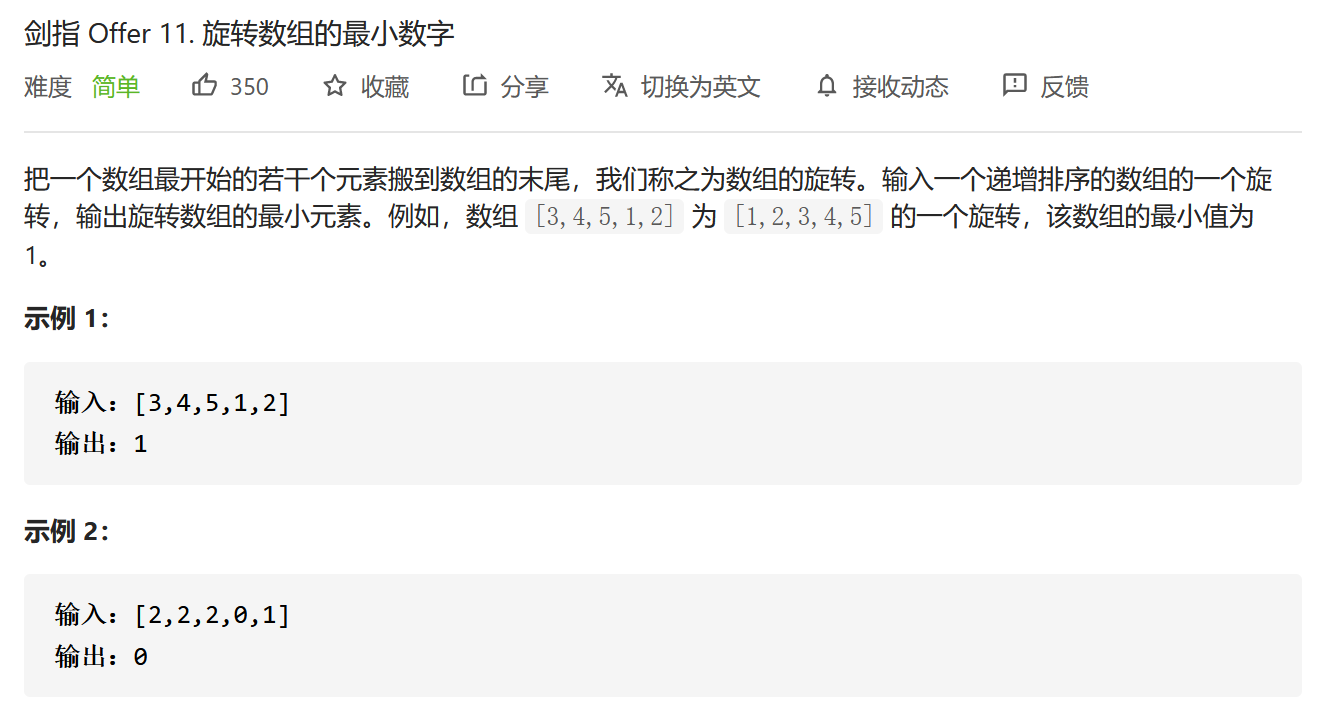 剑指 Offer 11. 旋转数组的最小数字
难度 简单 350 收藏 分享 切换为英文 接收动态 反馈
把一个数组最开始的若干个元素搬到数组的末尾，我们称之为数组的旋转。输入一个递增排序的数组的一个旋
转，输出旋转数组的最小元素。例如，数组 [3,4,5,1,2] 为 [1,2,3,4,5] 的一个旋转，该数组的最小值为
1。
示例 1：
输入：[3,4,5,1,2]
输出：1
示例 2：
输入：[2,2,2,0,1]
输出：0